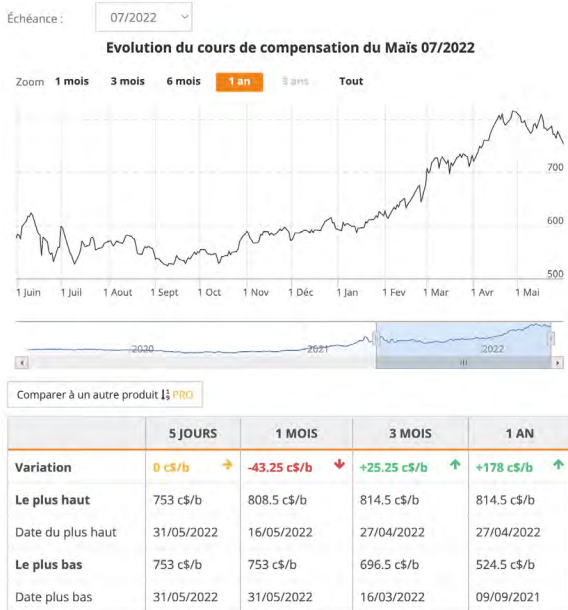 Échéance : 07/2022
Evolution du cours de compensation du Maïs 07/2022
Zoom 1 mois 3 mois 6 mois 1 an 3 ans Tout
700
600
500
1 Juin 1 Juil 1 Aout 1 Sept 1 Oct 1 Nov 1 Déc 1 Jan 1 Fev 1 Mar 1 Avr 1 Mai
2020 2021 2022
Comparer à un autre produit PRO
5 JOURS 1 MOIS 3 MOIS 1 AN
Variation 0 c$/b -43.25 c$/b +25.25 c$/b +178 c$/b
Le plus haut 753 c$/b 808.5 c$/b 814.5 c$/b 814.5 c$/b
Date du plus haut 31/05/2022 16/05/2022 27/04/2022 27/04/2022
Le plus bas 753 c$/b 753 c$/b 696.5 c$/b 524.5 c$/b
Date plus bas 31/05/2022 31/05/2022 16/03/2022 09/09/2021